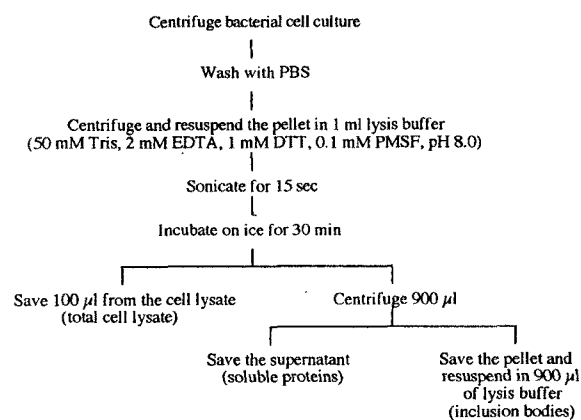 Centrifuge bacterial cell culture
Wash with PBS
Centrifuge and resuspend the pellet in 1 ml lysis buffer
(50 mM Tris, 2 mM EDTA, 1 mM DTT, 0.1 mM PMSF, pH 8.0)
Sonicate for 15 sec
Incubate on ice for 30 min
Save 100 µl from the cell lysate
(total cell lysate)
Centrifuge 900 µl
Save the supernatant
(soluble proteins)
Save the pellet and
resuspend in 900 µl
of lysis buffer
(inclusion bodies)